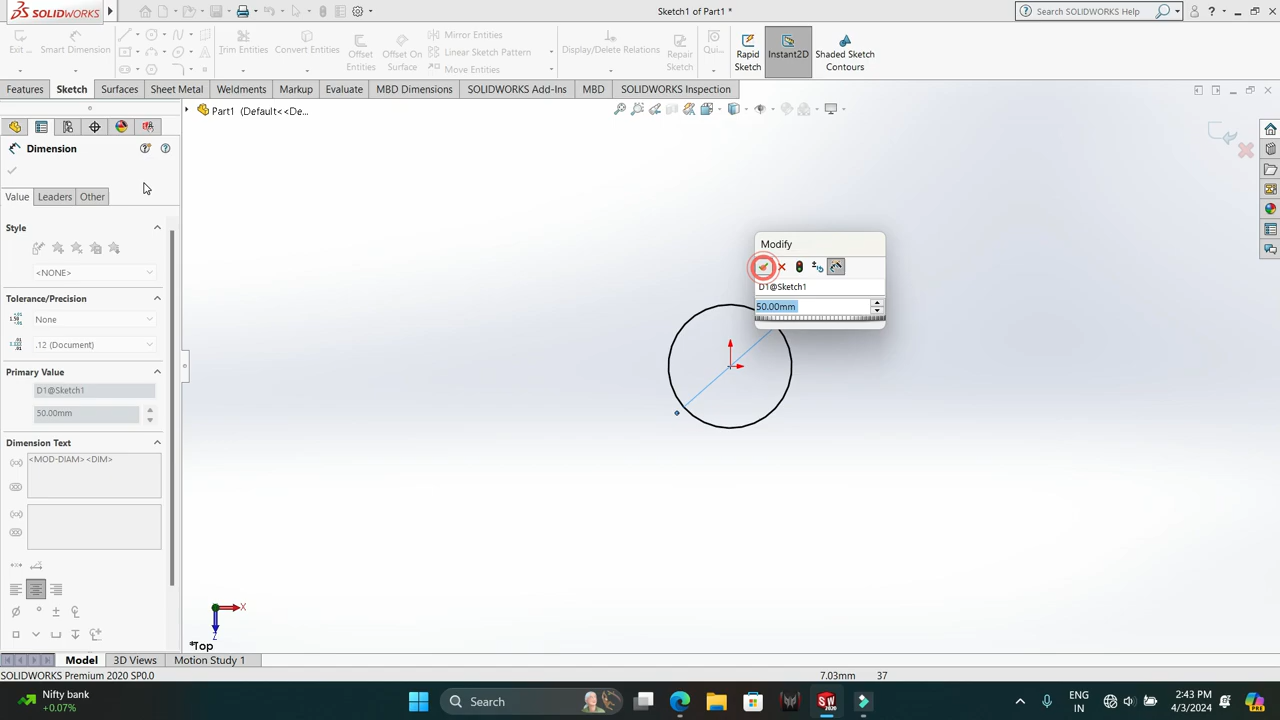 SOLIDWORKS
Sketch1 of Part1 *
Search SOLIDWORKS Help
Exit ...
Smart Dimension
Trim Entities
Convert Entities
Offset Entities
Offset On Surface
Mirror Entities
Linear Sketch Pattern
Move Entities
Display/Delete Relations
Repair Sketch
Qui...
Rapid Sketch
Instant2D
Shaded Sketch Contours
Features
Sketch
Surfaces
Sheet Metal
Weldments
Markup
Evaluate
MBD Dimensions
SOLIDWORKS Add-Ins
MBD
SOLIDWORKS Inspection
Part1 (Default<<De...
Dimension
Value
Leaders
Other
Style
<NONE>
Tolerance/Precision
None
.12 (Document)
Primary Value
D1@Sketch1
50.00mm
Dimension Text
<MOD-DIAM><DIM>
Modify
D1@Sketch1
50.00mm
X
Z
*Top
Model
3D Views
Motion Study 1
SOLIDWORKS Premium 2020 SP0.0
7.03mm
37
Nifty bank
+0.07%
Search
ENG
IN
2:43 PM
4/3/2024